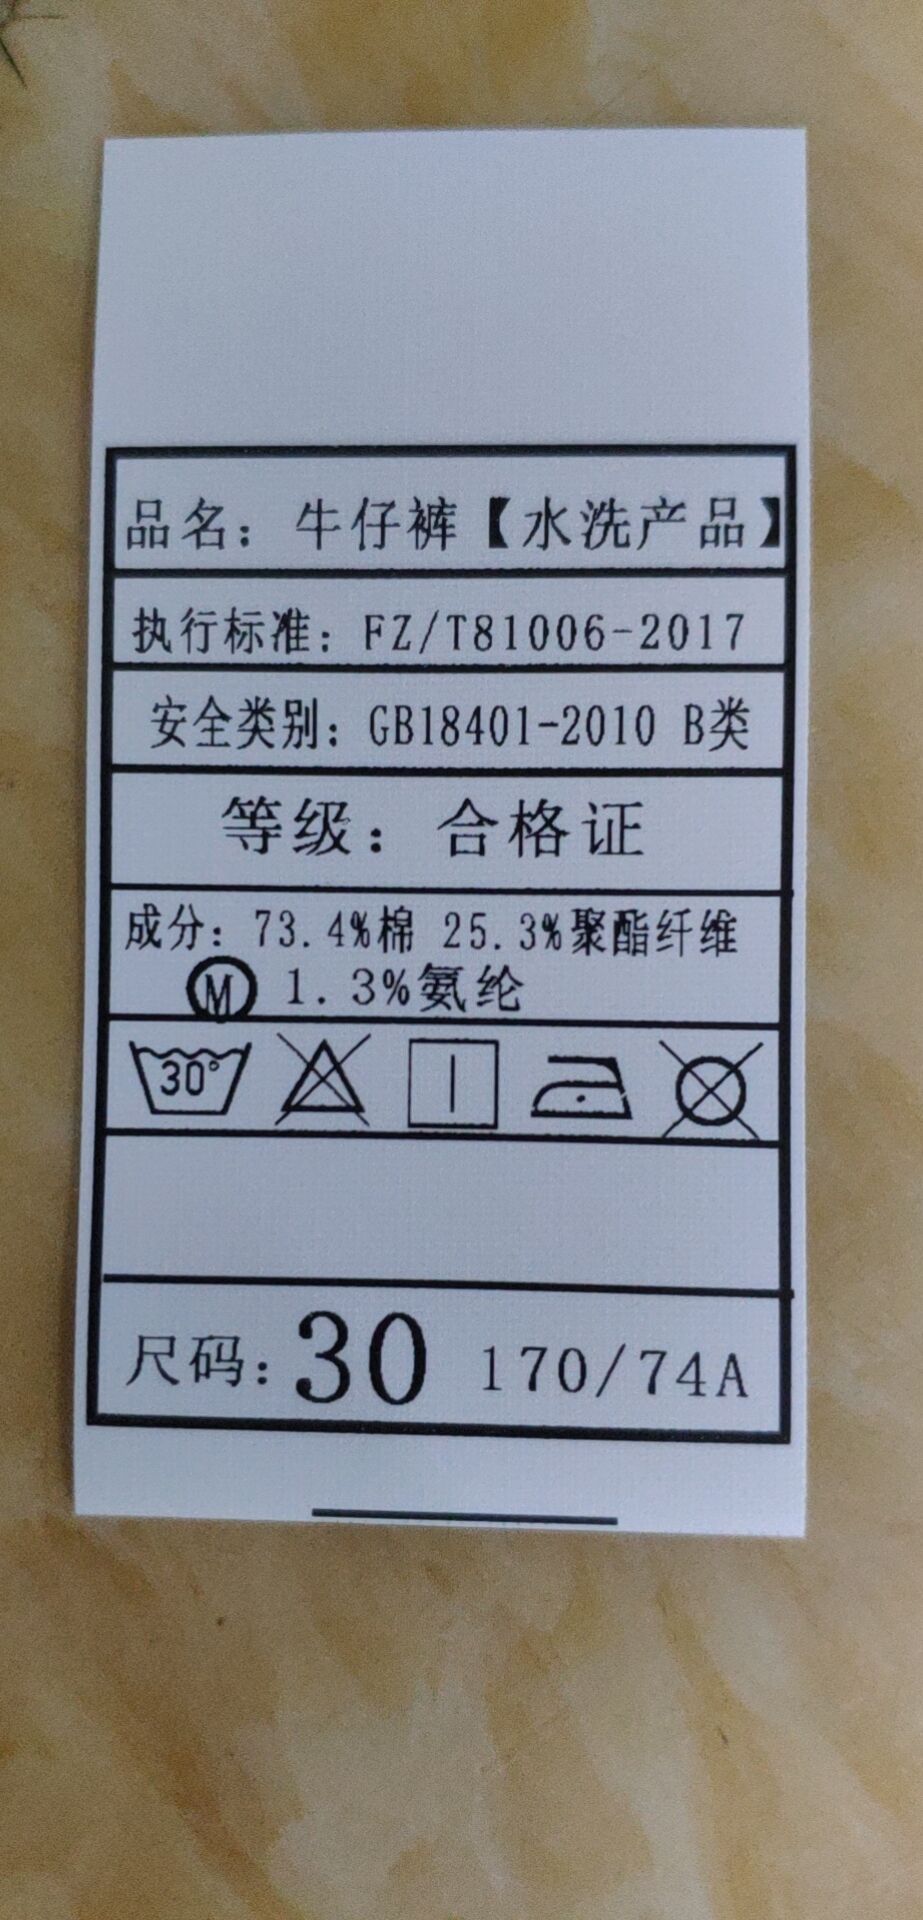 品名：牛仔裤【水洗产品】
执行标准：FZ/T81006-2017
安全类别：GB18401-2010 B类
等级：合格证
成分：73.4%棉 25.3%聚酯纤维
M 1.3%氨纶
30°
尺码：30 170/74A